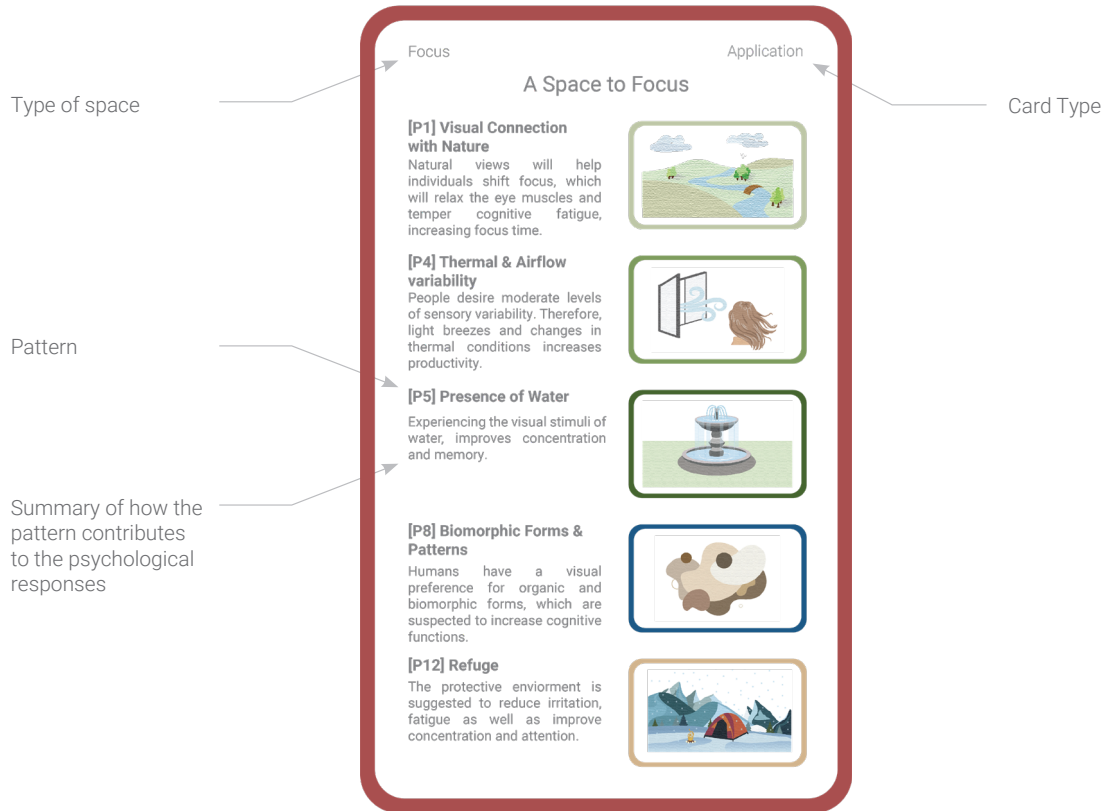 Focus
Application
A Space to Focus
Type of space
Card Type
[P1] Visual Connection
with Nature
Natural views will help
individuals shift focus, which
will relax the eye muscles and
temper cognitive fatigue,
increasing focus time.
[P4] Thermal & Airflow
variability
People desire moderate levels
of sensory variability. Therefore,
light breezes and changes in
thermal conditions increases
productivity.
Pattern
[P5] Presence of Water
Experiencing the visual stimuli of
water, improves concentration
and memory.
Summary of how the
pattern contributes
to the psychological
responses
[P8] Biomorphic Forms &
Patterns
Humans have a visual
preference for organic and
biomorphic forms, which are
suspected to increase cognitive
functions.
[P12] Refuge
The protective enviorment is
suggested to reduce irritation,
fatigue as well as improve
concentration and attention.